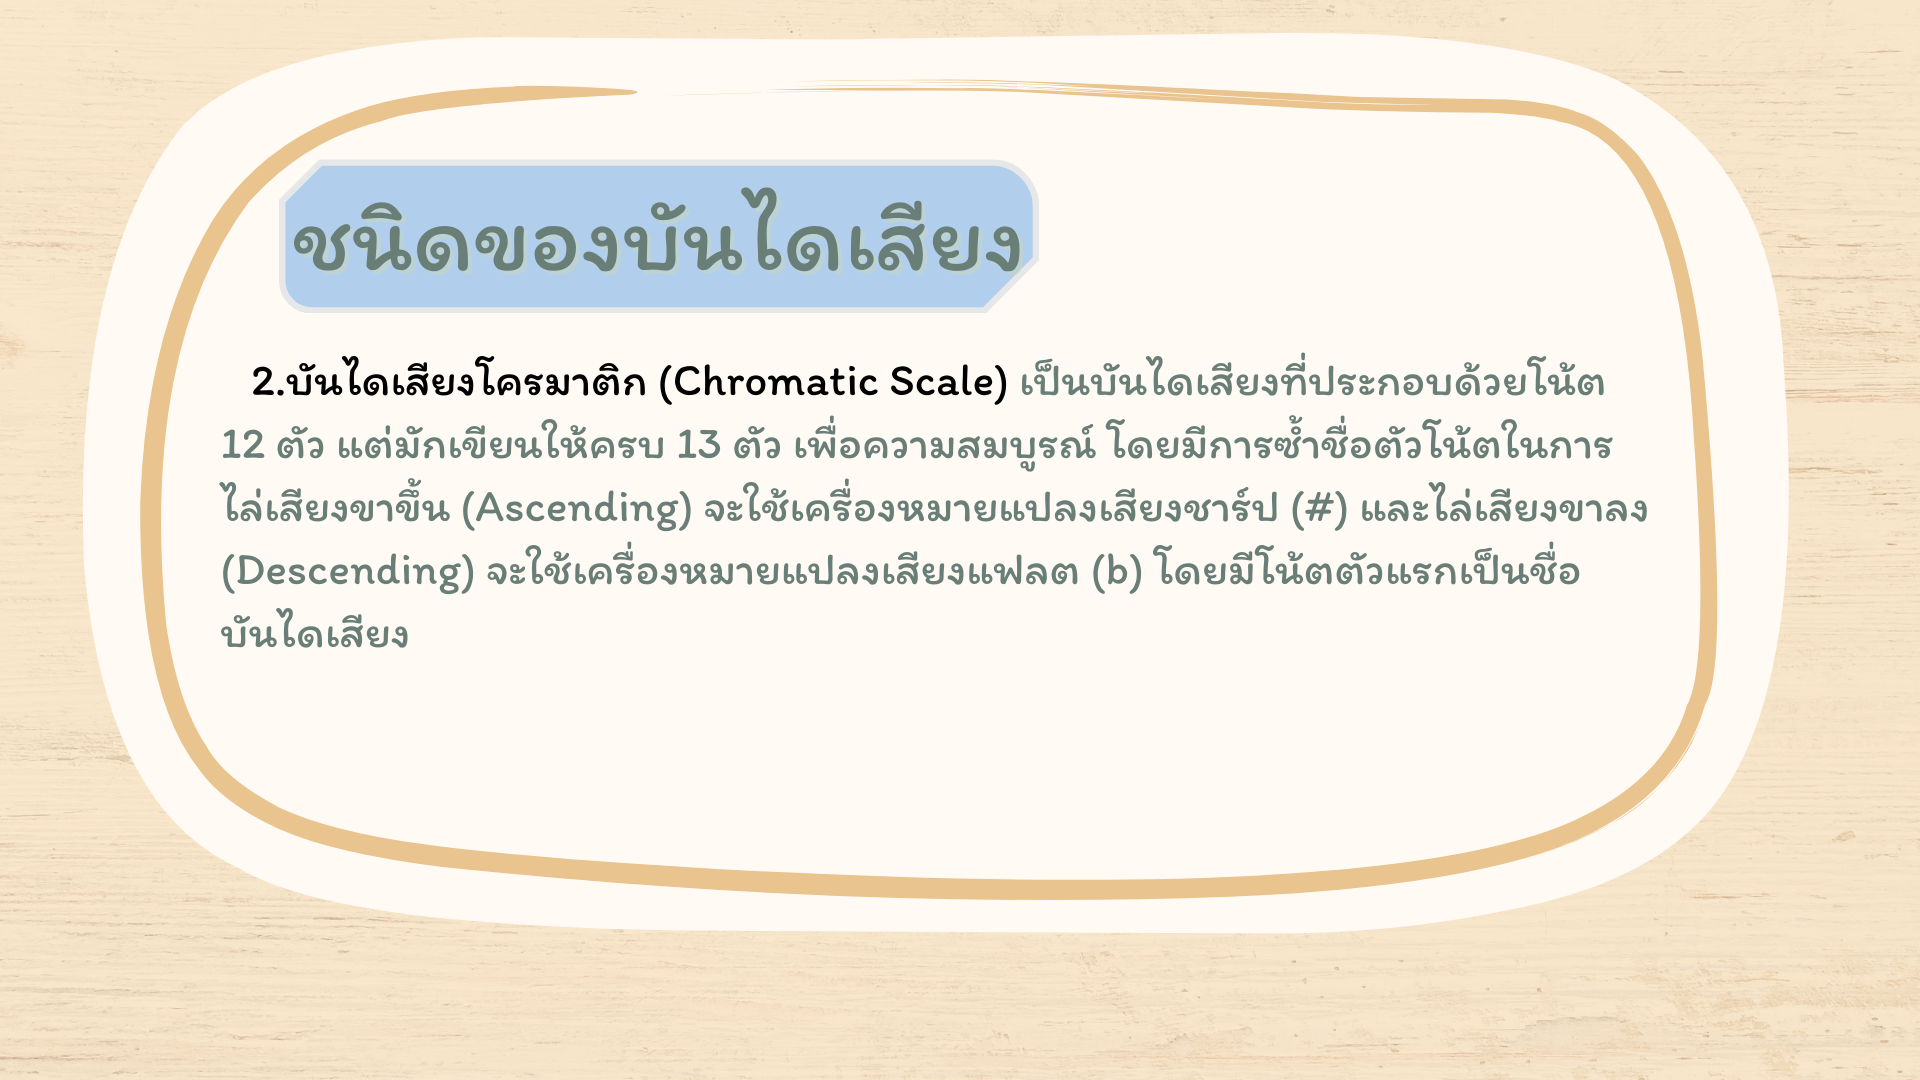 ชนิดของบันไดเสียง
2.บันไดเสียงโครมาติก (Chromatic Scale) เป็นบันไดเสียงที่ประกอบด้วยโน้ต
12 ตัว แต่มักเขียนให้ครบ 13 ตัว เพื่อความสมบูรณ์ โดยมีการซ้ำชื่อตัวโน้ตในการ
ไล่เสียงขาขึ้น (Ascending) จะใช้เครื่องหมายแปลงเสียงชาร์ป (#) และไล่เสียงขาลง
(Descending) จะใช้เครื่องหมายแปลงเสียงแฟลต (b) โดยมีโน้ตตัวแรกเป็นชื่อ
บันไดเสียง